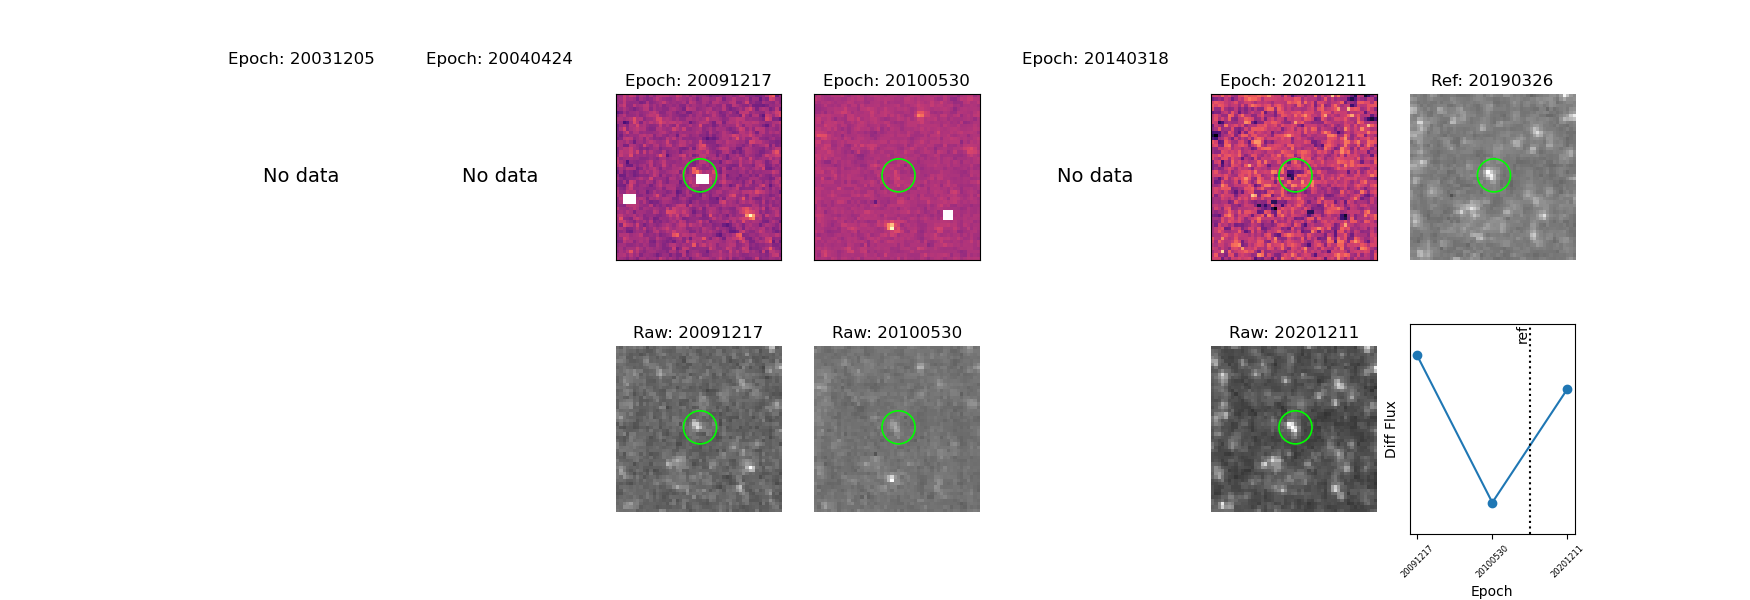 Epoch: 20031205
Epoch: 20040424
Epoch: 20091217
Epoch: 20100530
Epoch: 20140318
Epoch: 20201211
Ref: 20190326
No data
No data
No data
Raw: 20091217
Raw: 20100530
Raw: 20201211
ref
Diff Flux
20091217
20100530
20201211
Epoch